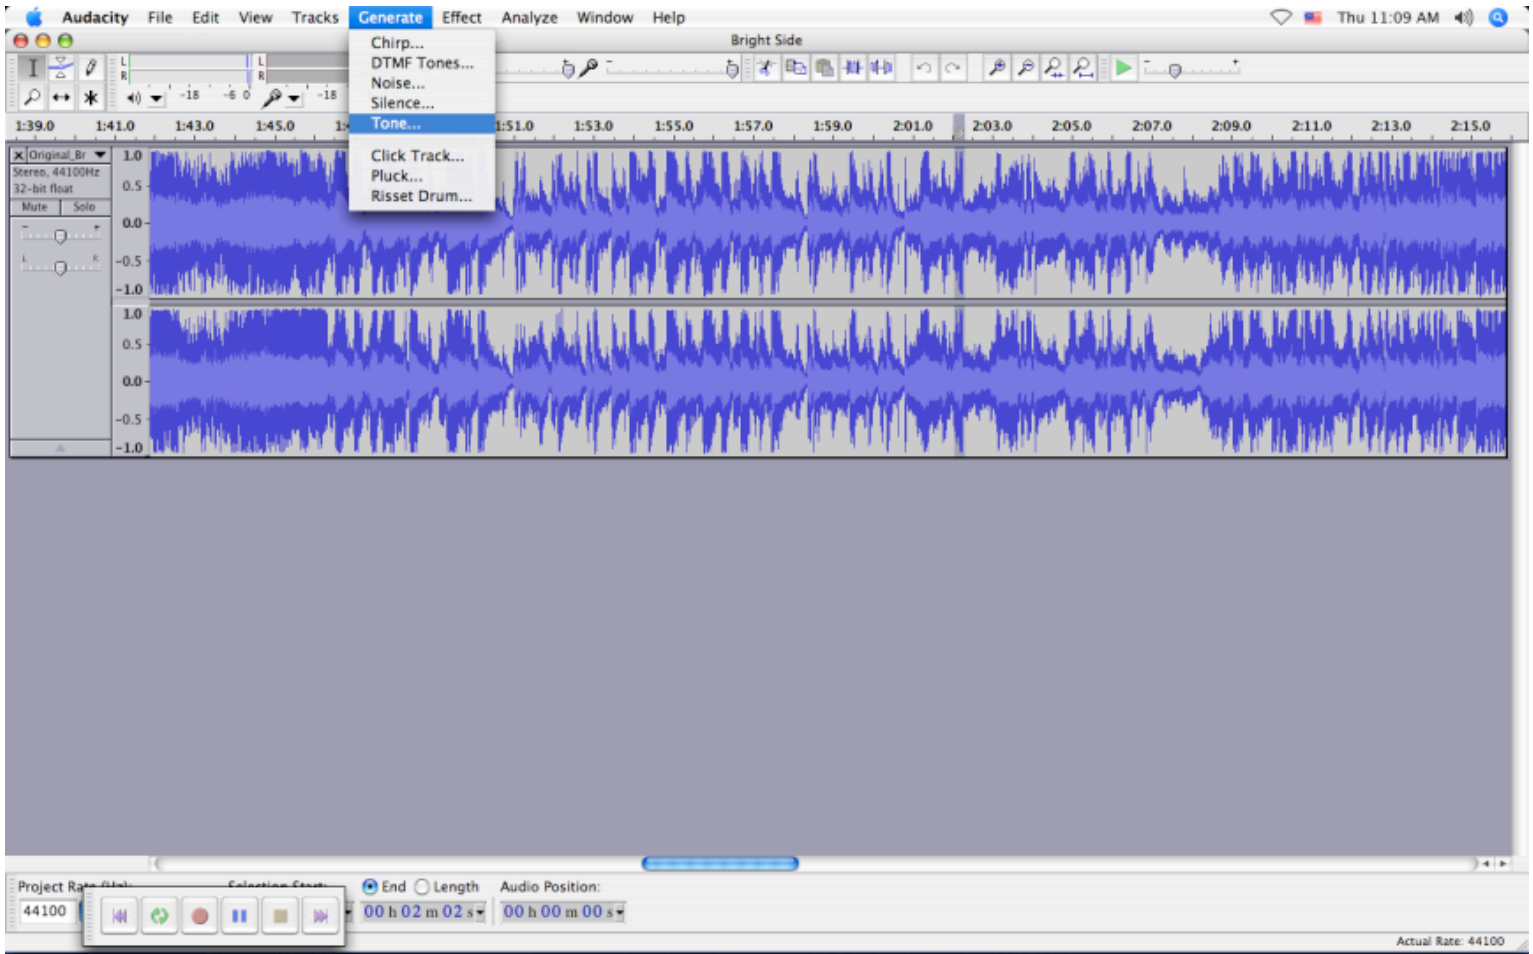 Audacity File Edit View Tracks Generate Effect Analyze Window Help Thu 11:09 AM
Bright Side
Chirp...
DTMF Tones...
Noise...
Silence...
Tone...
Click Track...
Pluck...
Risset Drum...
L
R
L
R
-18 -6 0 -18
1:39.0 1:41.0 1:43.0 1:45.0 1:51.0 1:53.0 1:55.0 1:57.0 1:59.0 2:01.0 2:03.0 2:05.0 2:07.0 2:09.0 2:11.0 2:13.0 2:15.0
Original_Br
Stereo, 44100Hz
32-bit float
Mute Solo
- +
L R
1.0
0.5
0.0
-0.5
-1.0
1.0
0.5
0.0
-0.5
-1.0
Project Rate (Hz): Selection Start: End Length Audio Position:
44100 00 h 02 m 02 s 00 h 00 m 00 s
Actual Rate: 44100